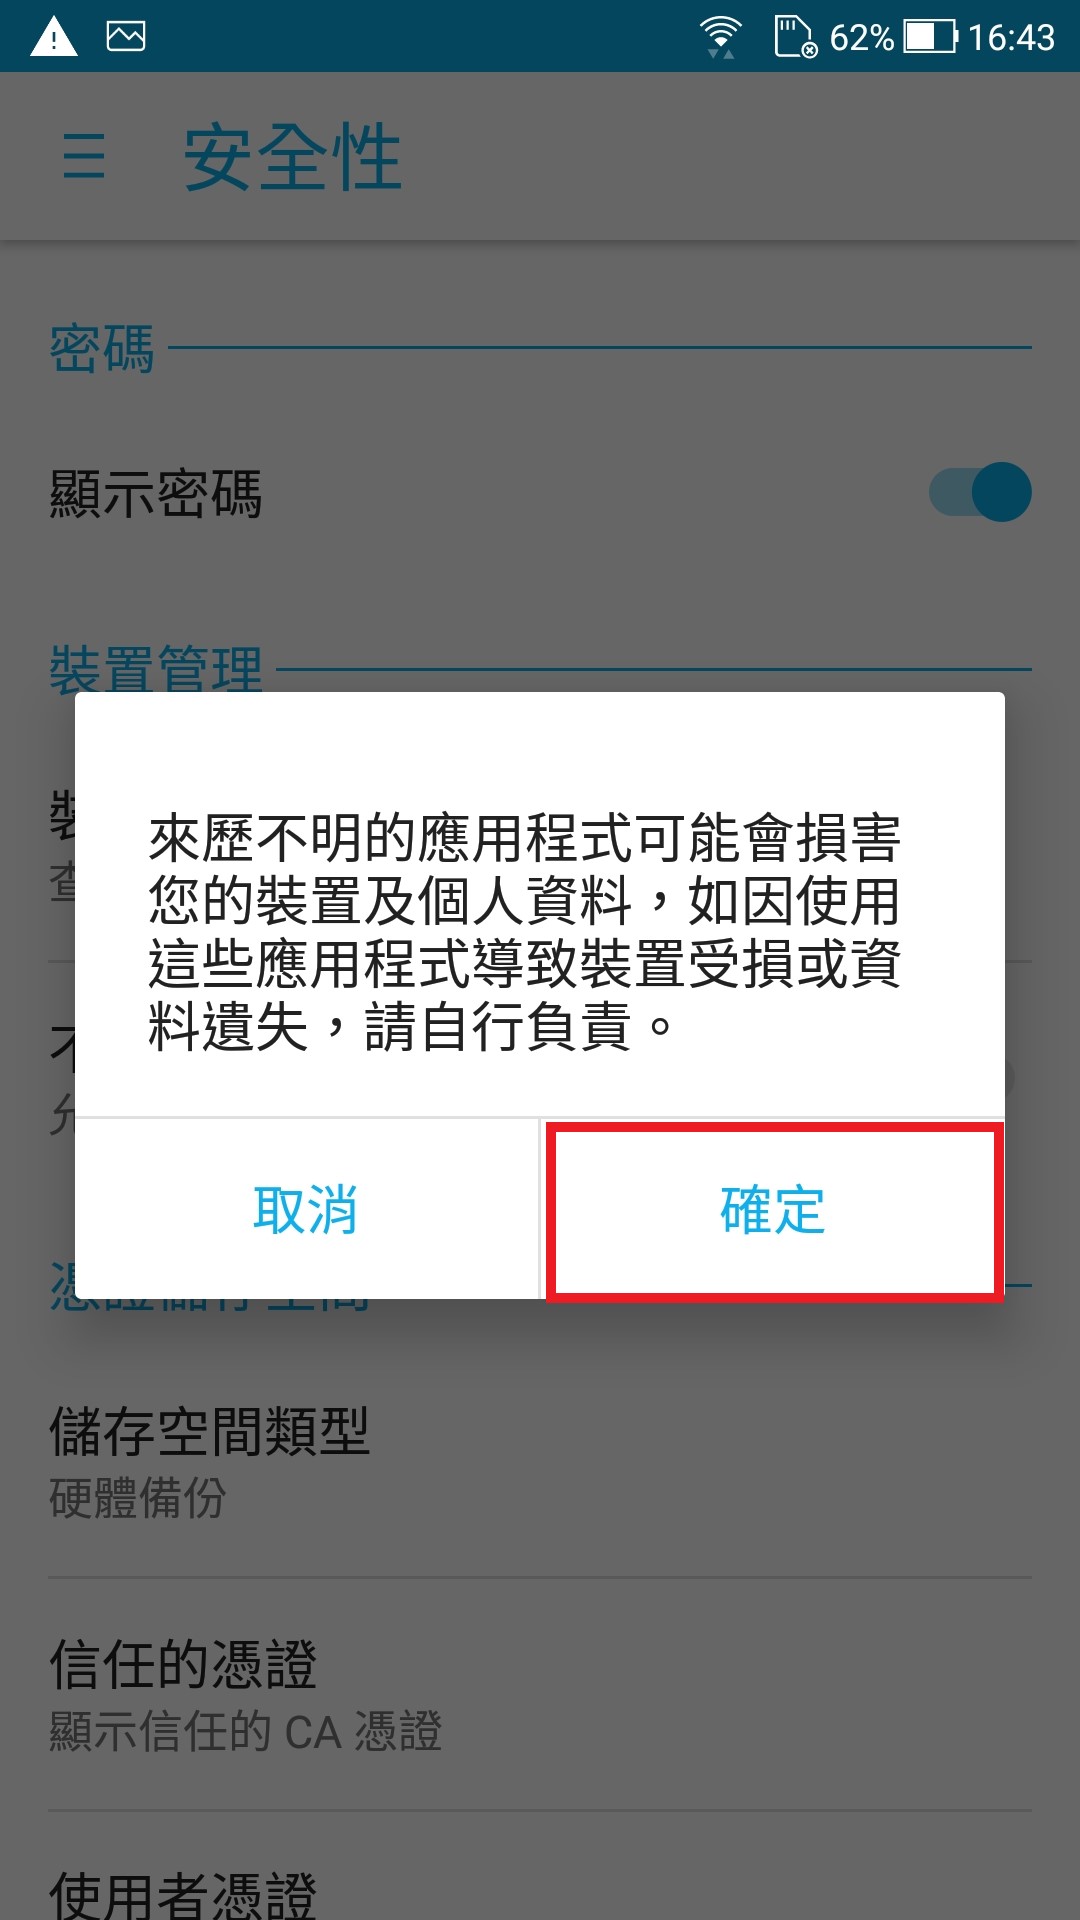 62% 16:43
安全性
密碼
顯示密碼
裝置管理
來歷不明的應用程式可能會損害
您的裝置及個人資料，如因使用
這些應用程式導致裝置受損或資
料遺失，請自行負責。
取消 確定
儲存空間類型
硬體備份
信任的憑證
顯示信任的 CA 憑證
使用者憑證